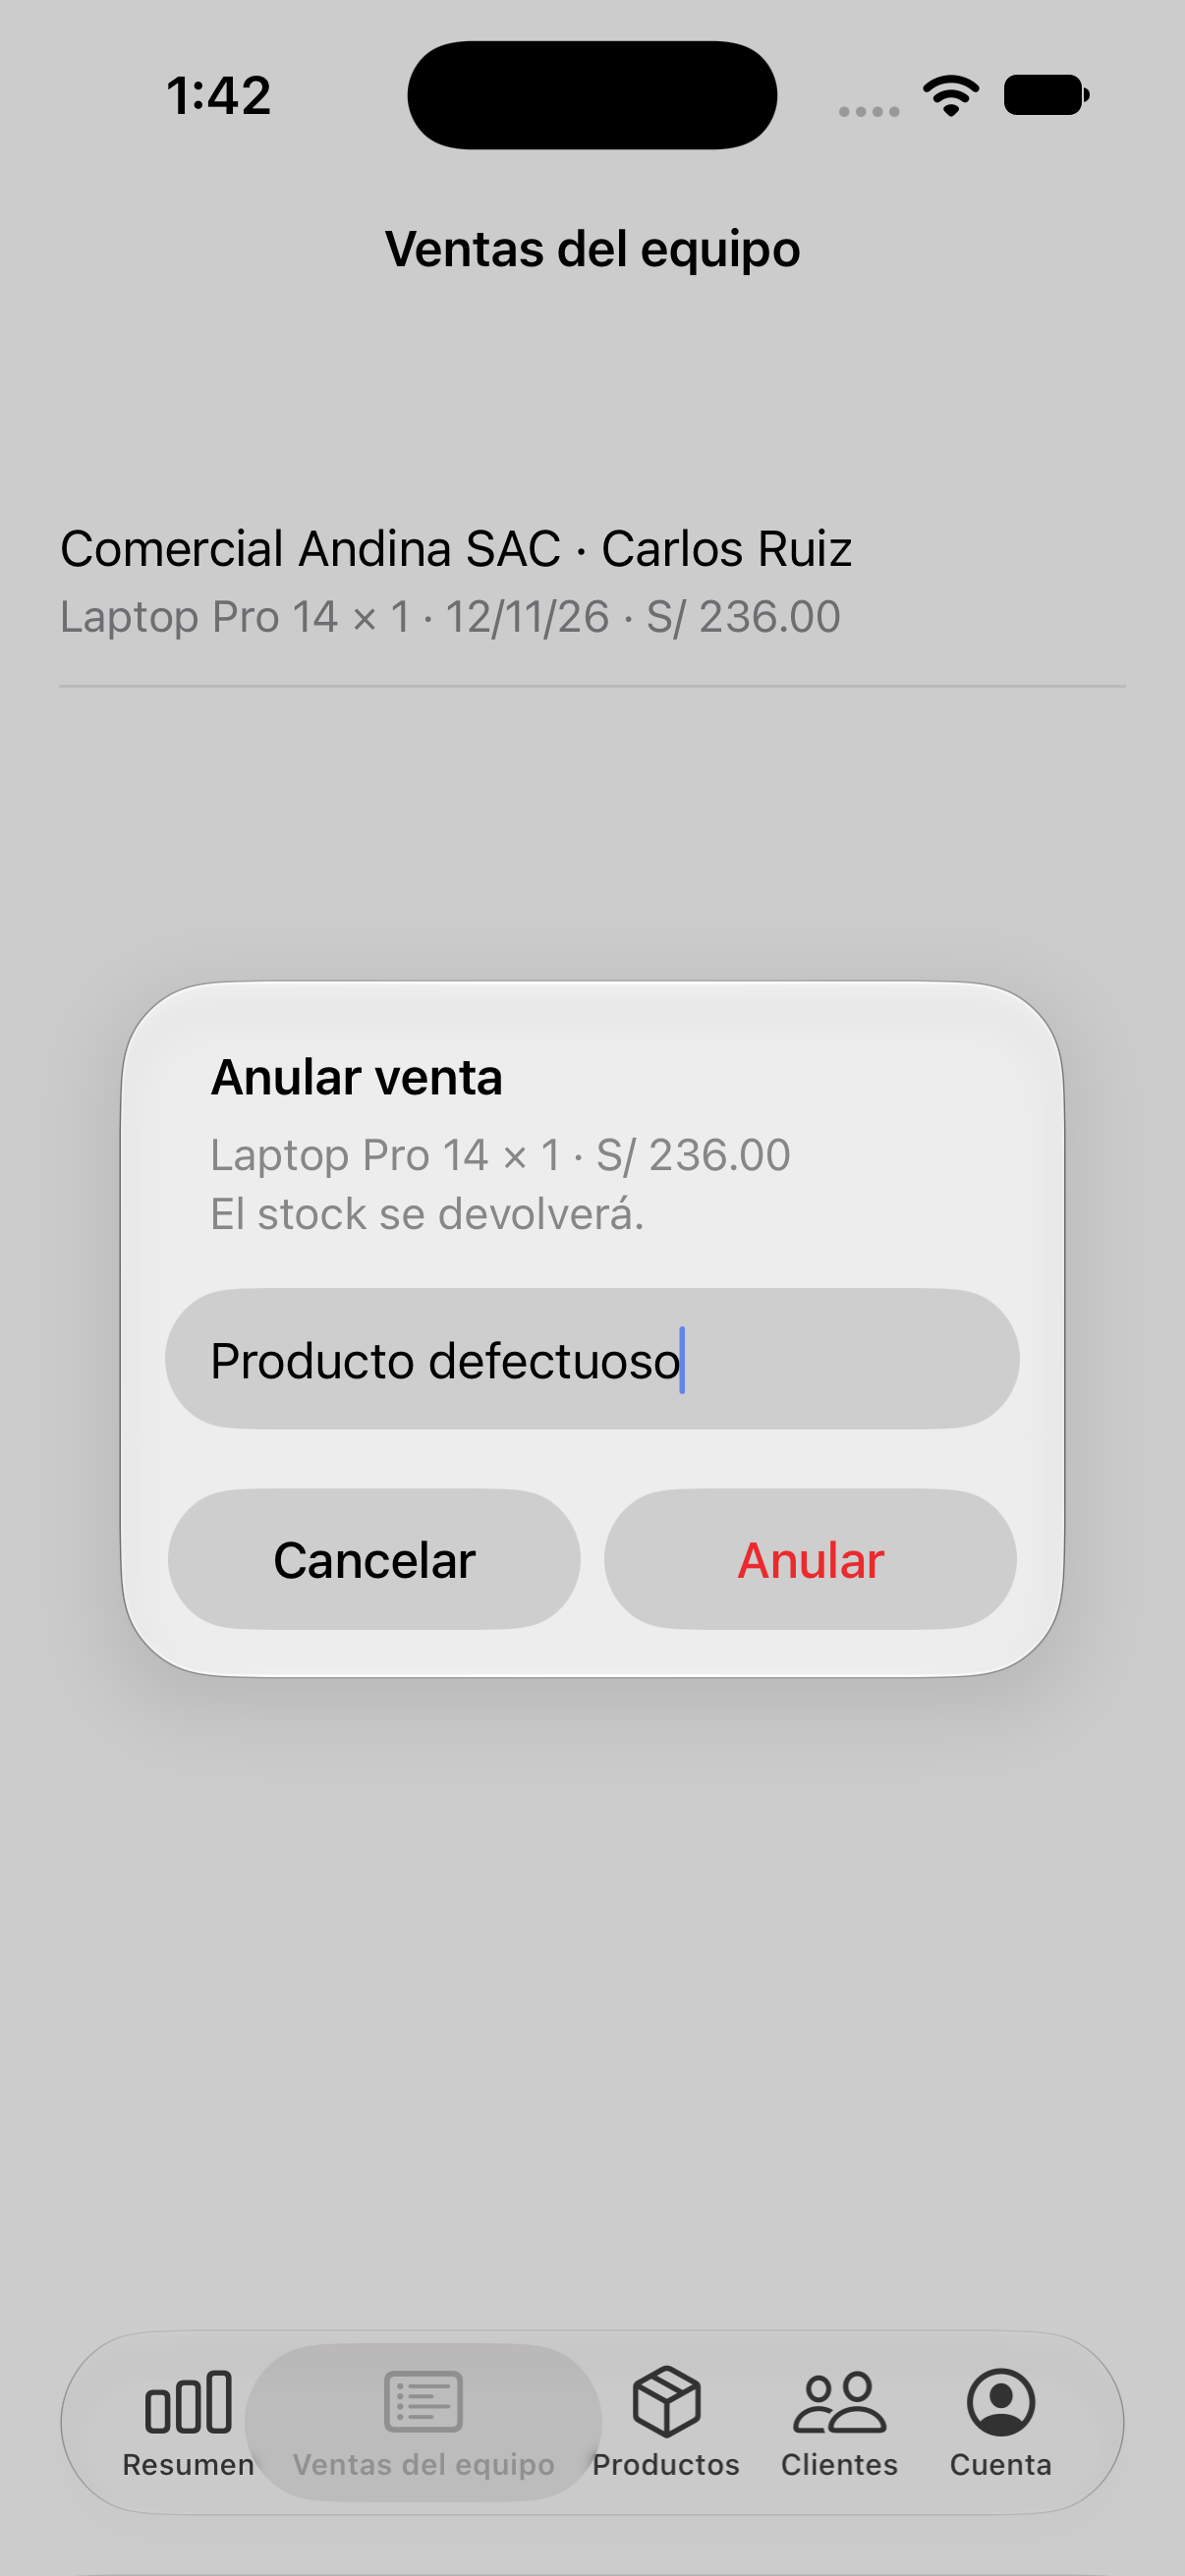 1:42
Ventas del equipo
Comercial Andina SAC · Carlos Ruiz
Laptop Pro 14 × 1 · 12/11/26 · S/ 236.00
Anular venta
Laptop Pro 14 × 1 · S/ 236.00
El stock se devolverá.
Producto defectuoso
Cancelar
Anular
Resumen
Ventas del equipo
Productos
Clientes
Cuenta